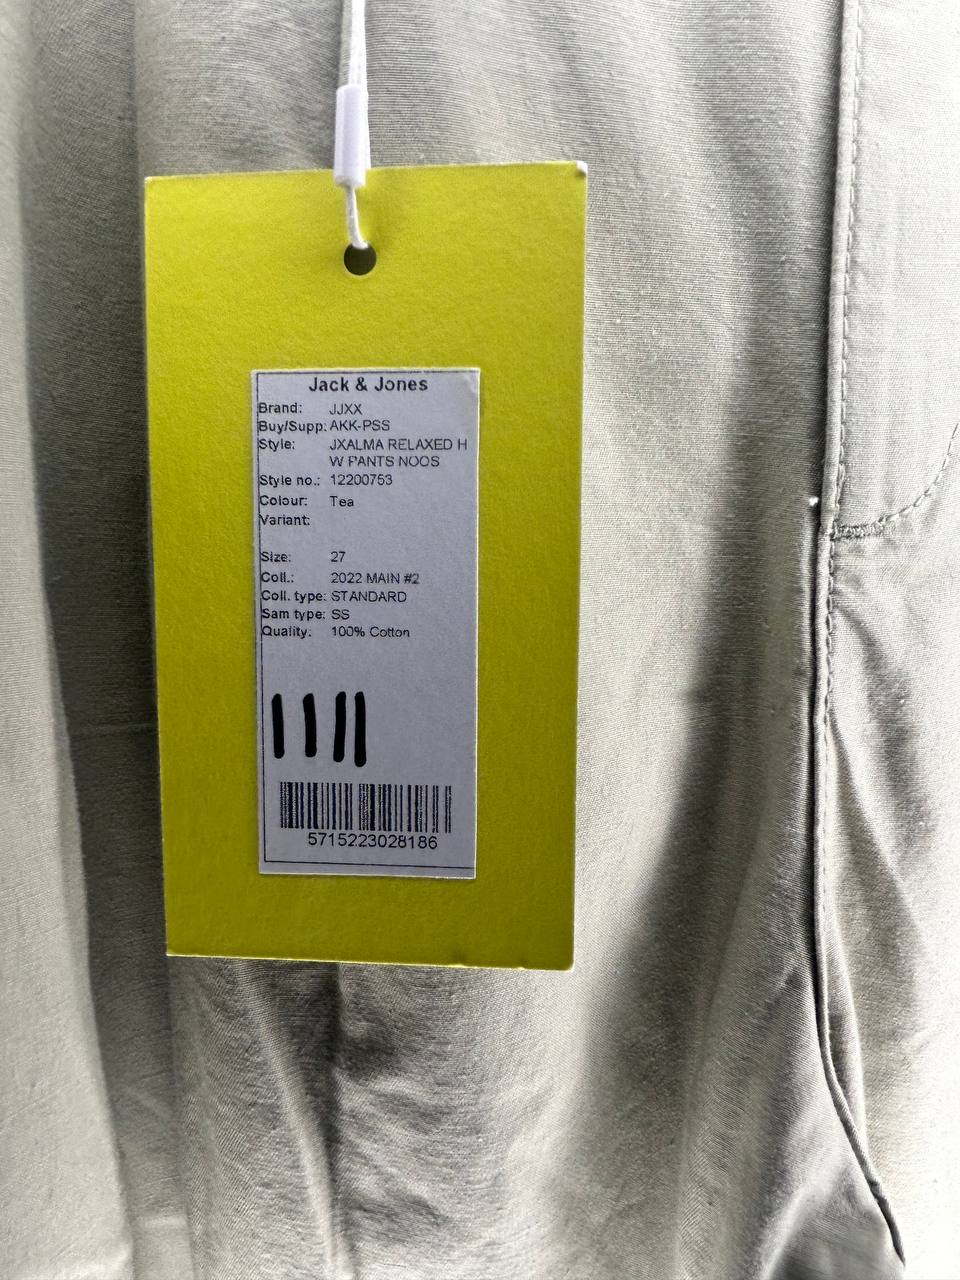 Jack & Jones
Brand: JJXX
Buy/Supp: AKK-PSS
Style: JXALMA RELAXED H
W PANTS NOOS
Style no.: 12200753
Colour: Tea
Variant:
Size: 27
Coll.: 2022 MAIN #2
Coll. type: STANDARD
Sam type: SS
Quality: 100% Cotton
5715223028186